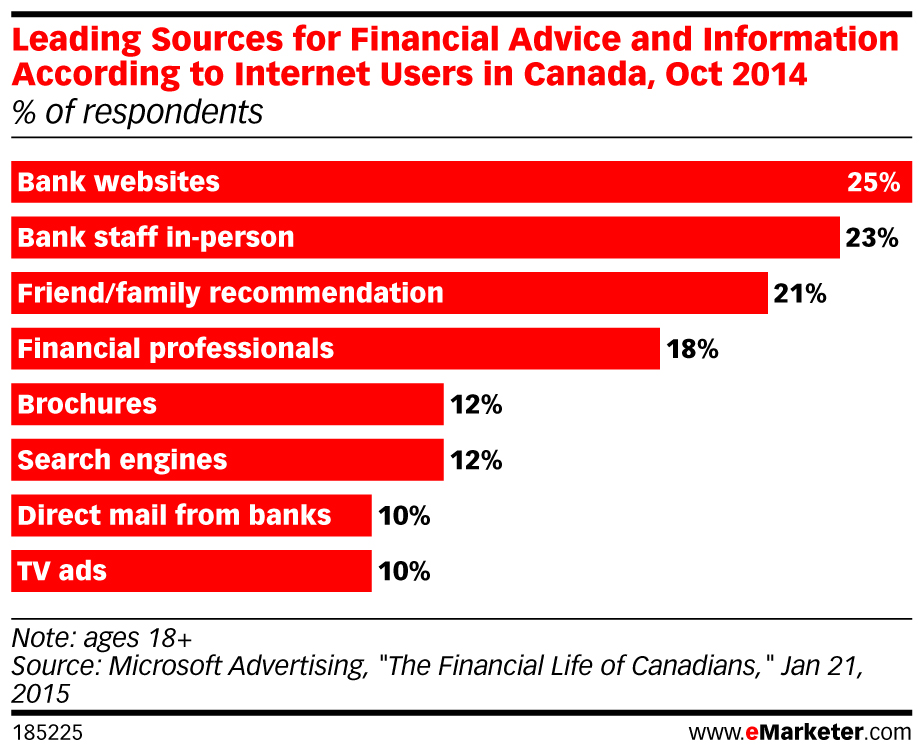 Leading Sources for Financial Advice and Information
According to Internet Users in Canada, Oct 2014
% of respondents
Bank websites 25%
Bank staff in-person 23%
Friend/family recommendation 21%
Financial professionals 18%
Brochures 12%
Search engines 12%
Direct mail from banks 10%
TV ads 10%
Note: ages 18+
Source: Microsoft Advertising, "The Financial Life of Canadians," Jan 21,
2015
185225 www.eMarketer.com